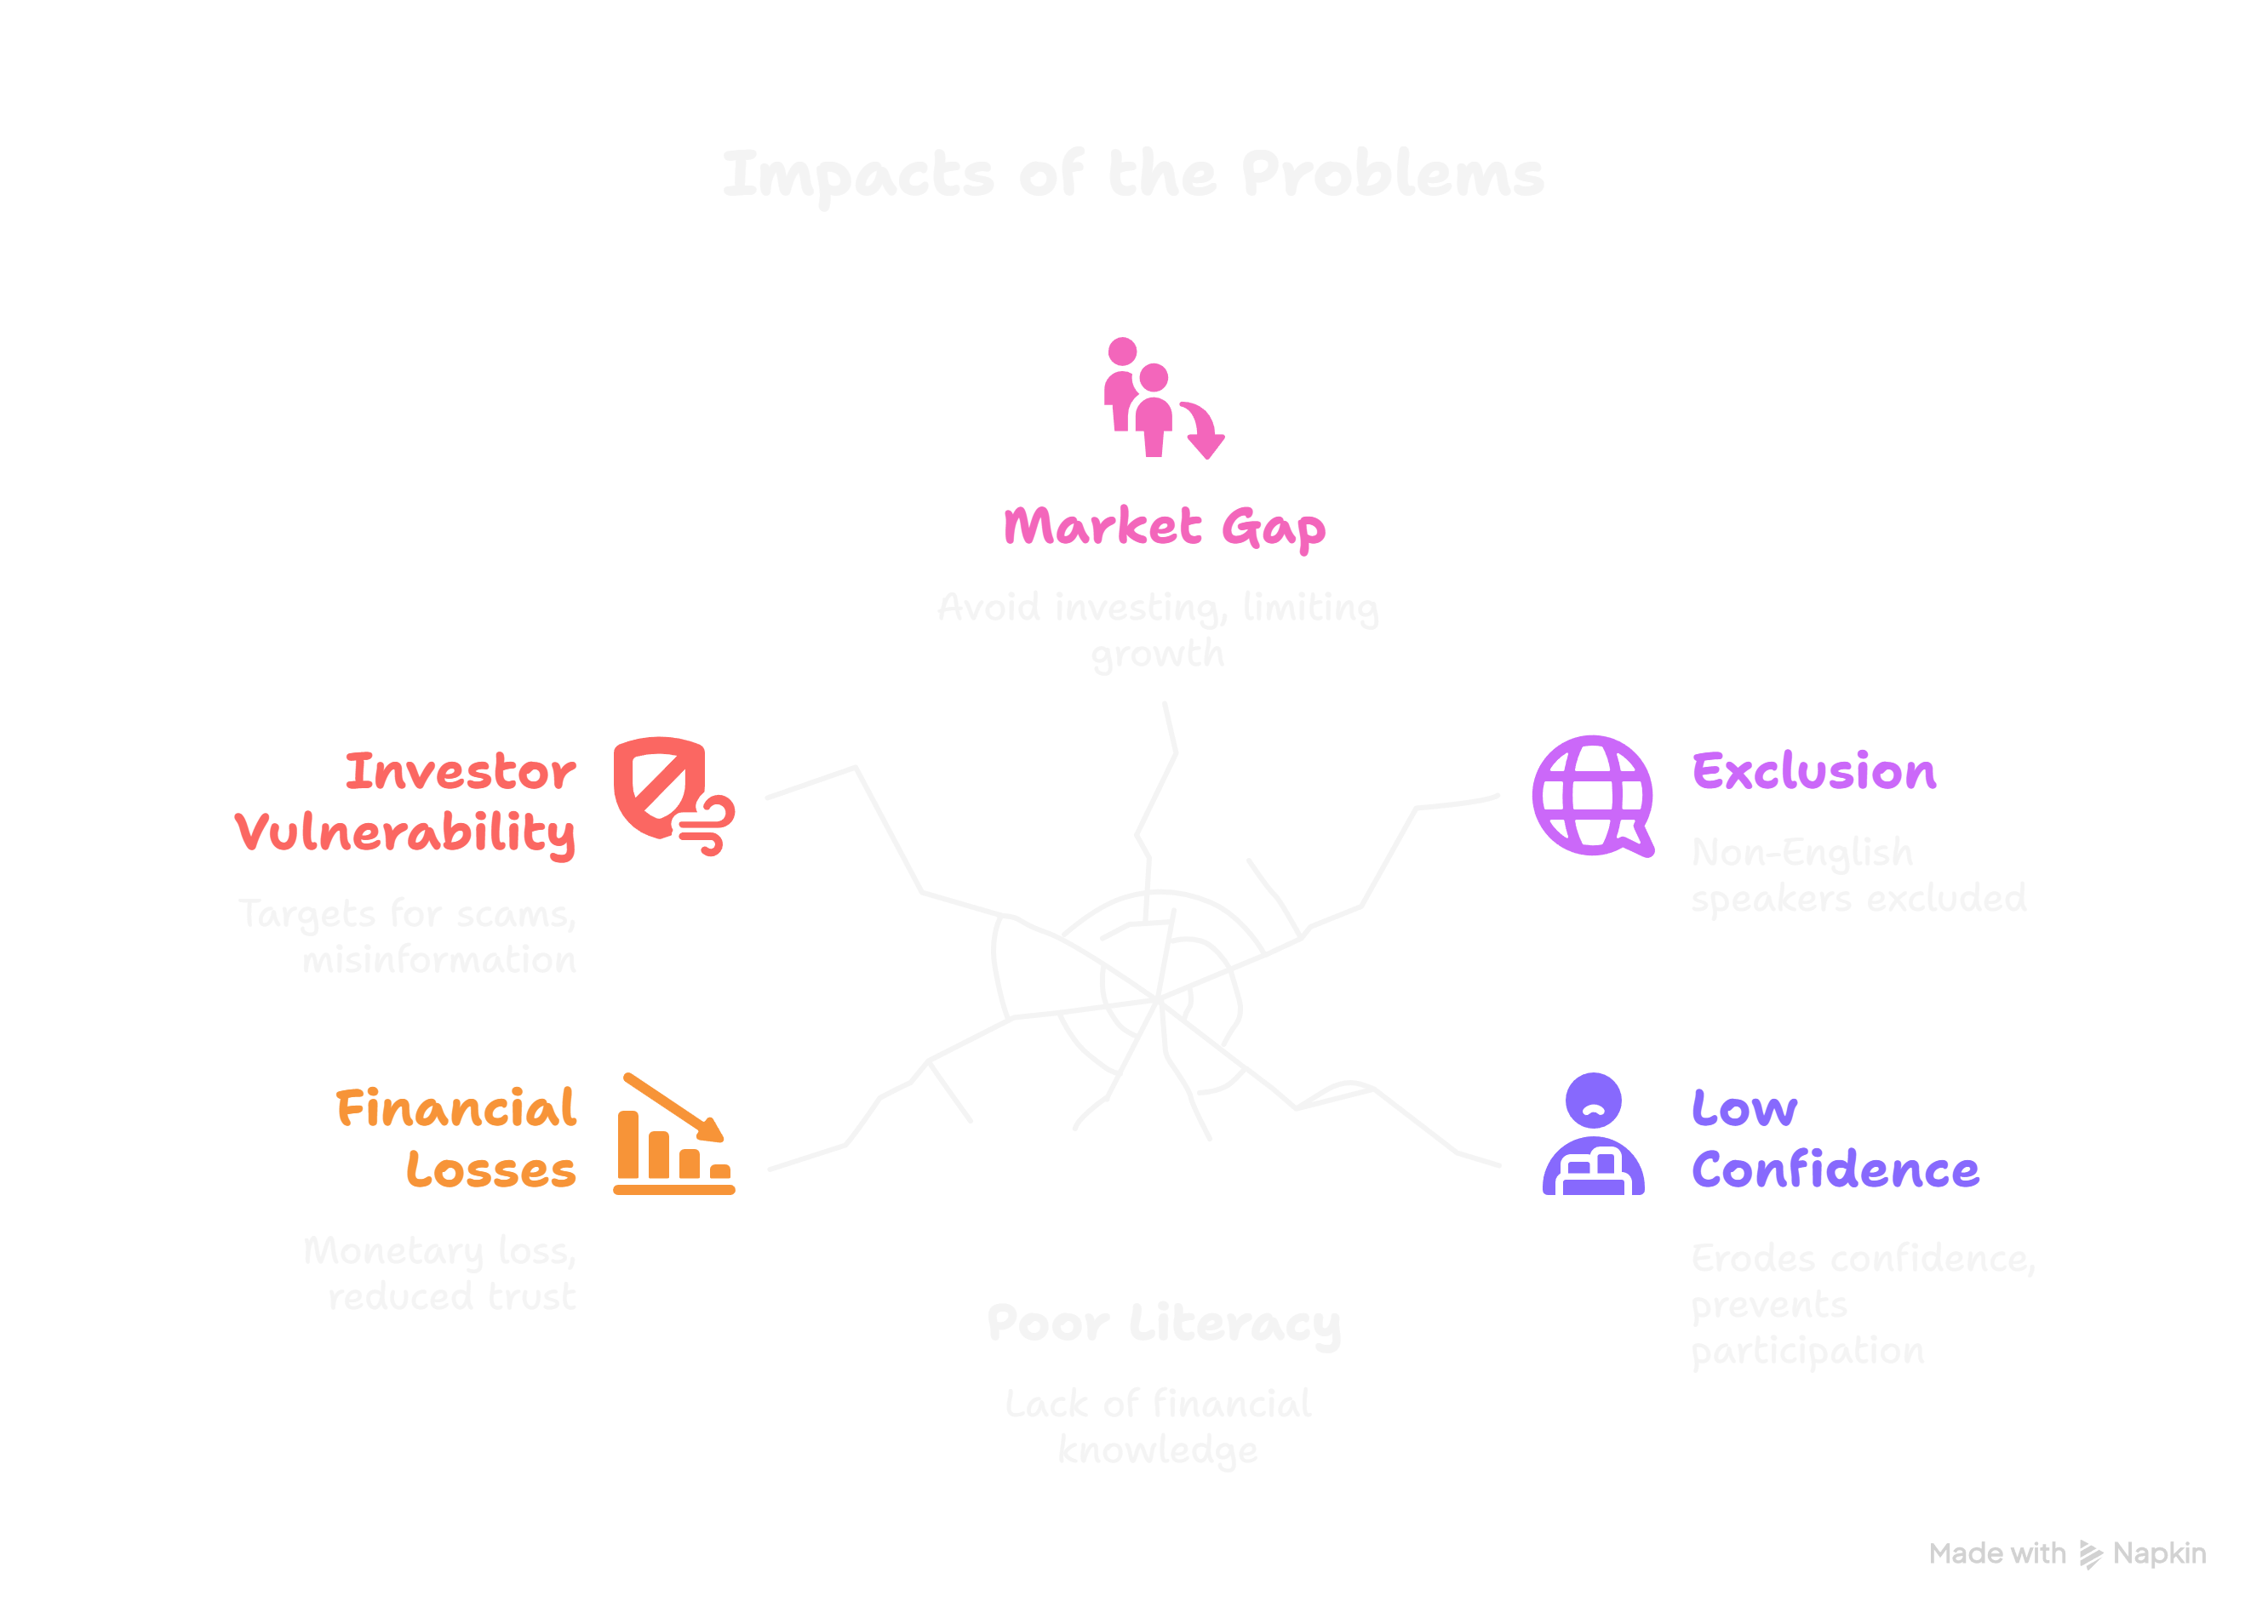 Impacts of the Problems
Market Gap
Avoid investing, limiting
growth
Investor
Vulnerability
Targets for scams,
misinformation
Exclusion
Non-English
speakers excluded
Financial
Losses
Monetary loss,
reduced trust
Low
Confidence
Erodes confidence,
prevents
participation
Poor Literacy
Lack of financial
knowledge
Made with Napkin